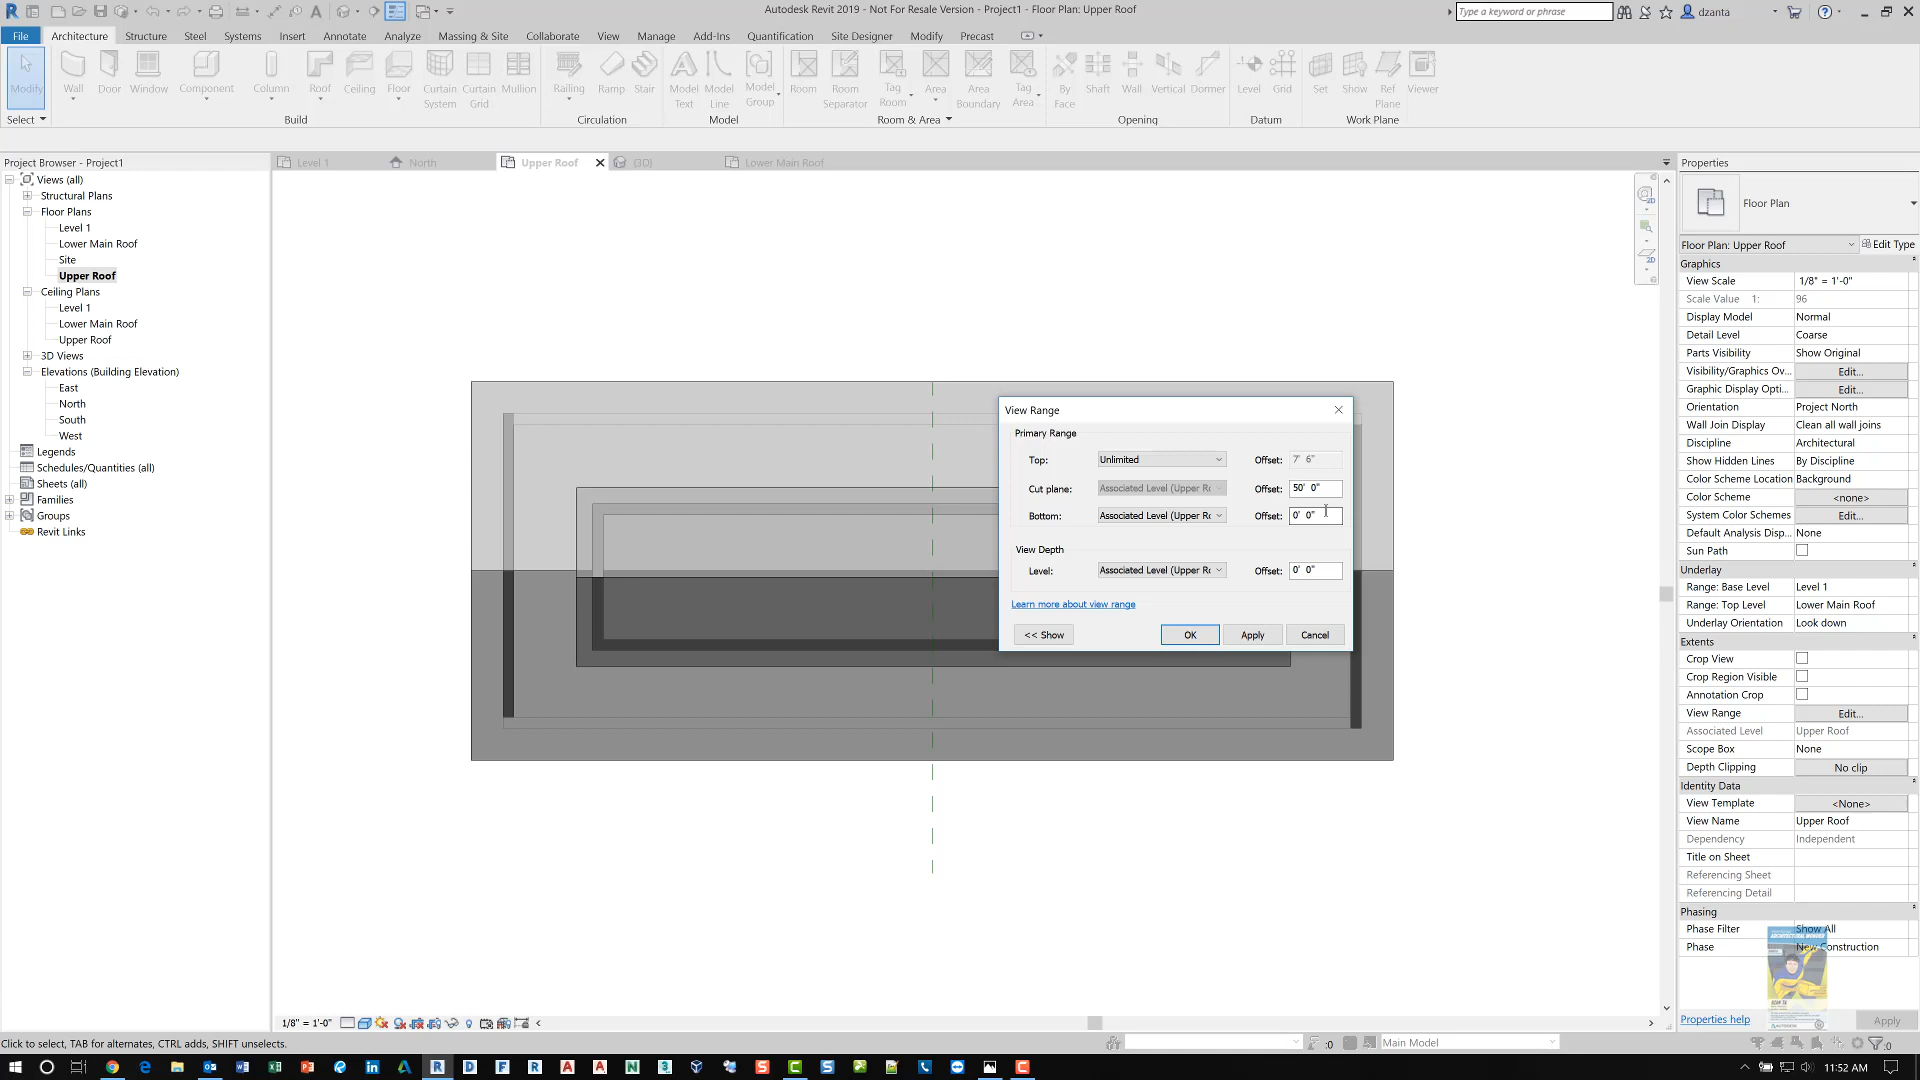 Autodesk Revit 2019 - Not For Resale Version - Project1 - Floor Plan: Upper Roof
Type a keyword or phrase
dzanta
File Architecture Structure Steel Systems Insert Annotate Analyze Massing & Site Collaborate View Manage Add-Ins Quantification Site Designer Modify Precast
Modify Wall Door Window Component Column Roof Ceiling Floor Curtain System Curtain Grid Mullion Railing Ramp Stair Model Text Model Line Model Group Room Room Separator Tag Room Area Area Boundary Tag Area By Face Shaft Wall Vertical Dormer Level Grid Set Show Ref Plane Viewer
Select Build Circulation Model Room & Area Opening Datum Work Plane
Project Browser - Project1
Level 1 North Upper Roof {3D} Lower Main Roof
Views (all)
Structural Plans
Floor Plans
Level 1
Lower Main Roof
Site
Upper Roof
Ceiling Plans
Level 1
Lower Main Roof
Upper Roof
3D Views
Elevations (Building Elevation)
East
North
South
West
Legends
Schedules/Quantities (all)
Sheets (all)
Families
Groups
Revit Links
View Range
Primary Range
Top: Unlimited Offset: 7' 6"
Cut plane: Associated Level (Upper Ro Offset: 50' 0"
Bottom: Associated Level (Upper Ro Offset: 0' 0"
View Depth
Level: Associated Level (Upper Ro Offset: 0' 0"
Learn more about view range
<< Show OK Apply Cancel
Properties
Floor Plan
Floor Plan: Upper Roof Edit Type
Graphics
View Scale 1/8" = 1'-0"
Scale Value 1: 96
Display Model Normal
Detail Level Coarse
Parts Visibility Show Original
Visibility/Graphics Ov... Edit...
Graphic Display Opti... Edit...
Orientation Project North
Wall Join Display Clean all wall joins
Discipline Architectural
Show Hidden Lines By Discipline
Color Scheme Location Background
Color Scheme <none>
System Color Schemes Edit...
Default Analysis Disp... None
Sun Path
Underlay
Range: Base Level Level 1
Range: Top Level Lower Main Roof
Underlay Orientation Look down
Extents
Crop View
Crop Region Visible
Annotation Crop
View Range Edit...
Associated Level Upper Roof
Scope Box None
Depth Clipping No clip
Identity Data
View Template <None>
View Name Upper Roof
Dependency Independent
Title on Sheet
Referencing Sheet
Referencing Detail
Phasing
Phase Filter Show All
Phase New Construction
Properties help Apply
1/8" = 1'-0"
Click to select, TAB for alternates, CTRL adds, SHIFT unselects.
:0 Main Model :0
11:52 AM